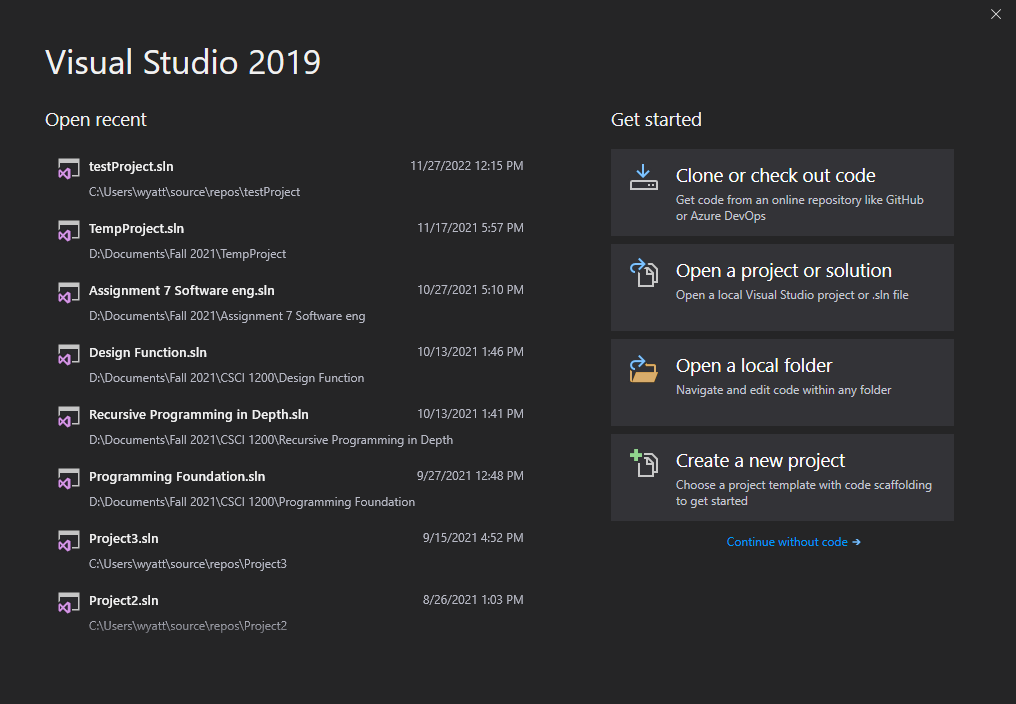 Visual Studio 2019
Open recent
testProject.sln 11/27/2022 12:15 PM
C:\Users\wyatt\source\repos\testProject
TempProject.sln 11/17/2021 5:57 PM
D:\Documents\Fall 2021\TempProject
Assignment 7 Software eng.sln 10/27/2021 5:10 PM
D:\Documents\Fall 2021\Assignment 7 Software eng
Design Function.sln 10/13/2021 1:46 PM
D:\Documents\Fall 2021\CSCI 1200\Design Function
Recursive Programming in Depth.sln 10/13/2021 1:41 PM
D:\Documents\Fall 2021\CSCI 1200\Recursive Programming in Depth
Programming Foundation.sln 9/27/2021 12:48 PM
D:\Documents\Fall 2021\CSCI 1200\Programming Foundation
Project3.sln 9/15/2021 4:52 PM
C:\Users\wyatt\source\repos\Project3
Project2.sln 8/26/2021 1:03 PM
C:\Users\wyatt\source\repos\Project2
Get started
Clone or check out code
Get code from an online repository like GitHub
or Azure DevOps
Open a project or solution
Open a local Visual Studio project or .sln file
Open a local folder
Navigate and edit code within any folder
Create a new project
Choose a project template with code scaffolding
to get started
Continue without code →